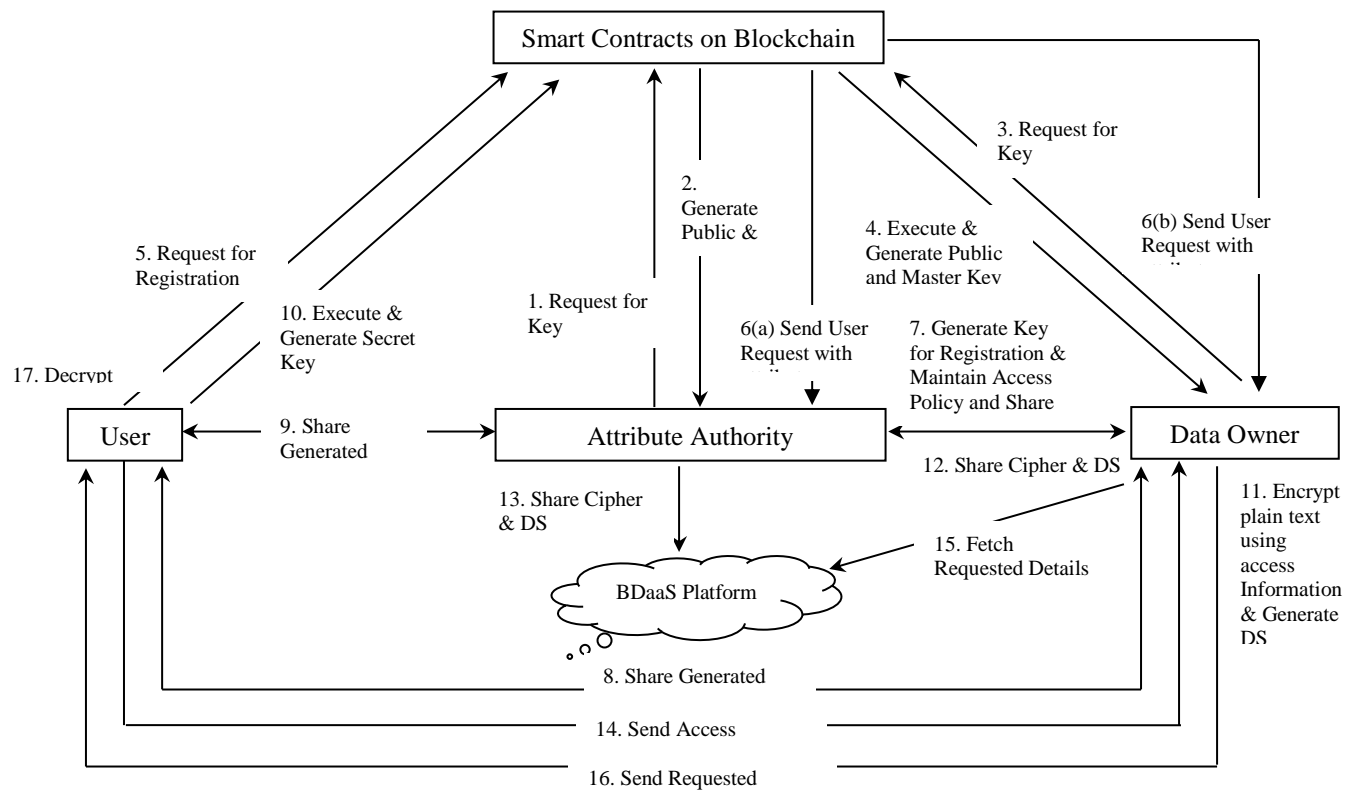 Smart Contracts on Blockchain
3. Request for
Key
2.
Generate
Public &
6(b) Send User
Request with
4. Execute &
Generate Public
and Master Key
5. Request for
Registration
10. Execute &
Generate Secret
Key
1. Request for
Key
6(a) Send User
Request with
7. Generate Key
for Registration &
Maintain Access
Policy and Share
17. Decrypt
User
9. Share
Generated
Attribute Authority
Data Owner
12. Share Cipher & DS
13. Share Cipher
& DS
11. Encrypt
plain text
using
access
Information
& Generate
DS
15. Fetch
Requested Details
BDaaS Platform
8. Share Generated
14. Send Access
16. Send Requested